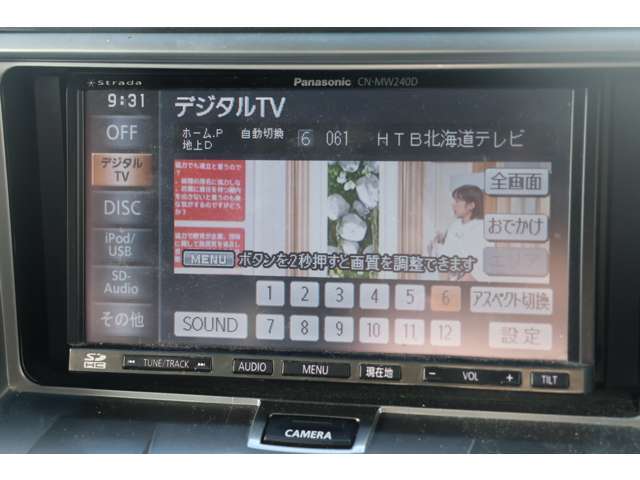 Strada
Panasonic CN-MW240D
9:31
デジタルTV
OFF
ホーム.P 自動切換 6 061 HTB北海道テレビ
地上D
デジタル
TV
全画面
DISC
おでかけ
iPod/
USB
MENU ボタンを2秒押すと画質を調整できます
SD-
Audio
1 2 3 4 5 6 アスペクト切換
その他
SOUND 7 8 9 10 11 12 設定
SD HC
TUNE/TRACK AUDIO MENU 現在地 − VOL + TILT
CAMERA